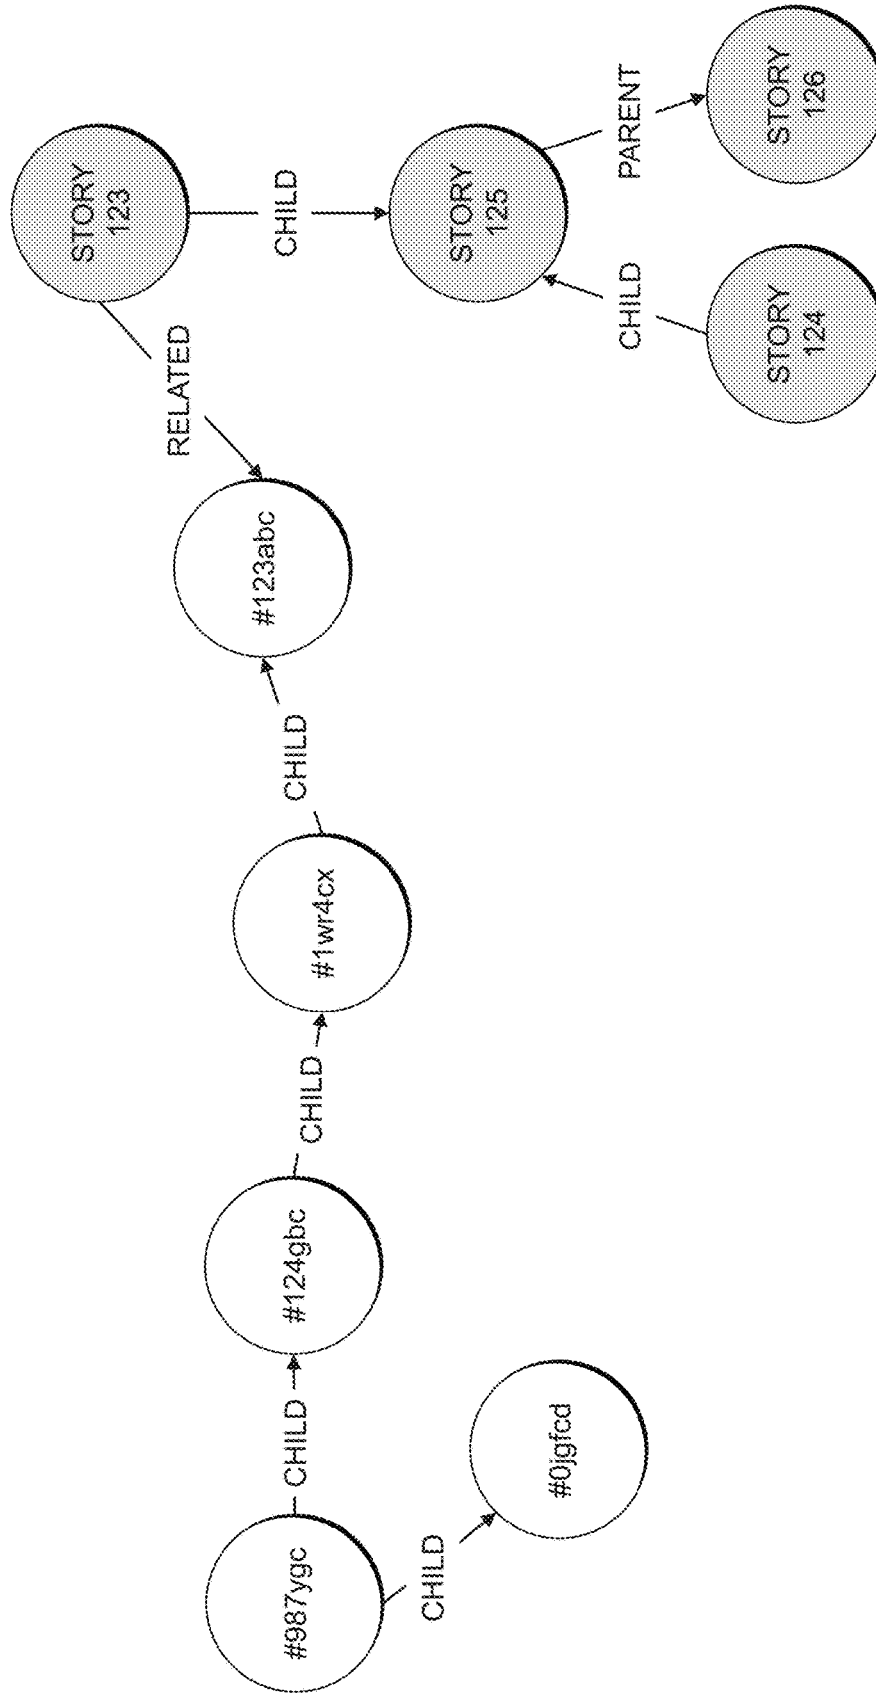 STORY
123
CHILD
RELATED
STORY
125
PARENT
STORY
126
CHILD
STORY
124
#123abc
CHILD
#1wr4cx
CHILD
#124gbc
CHILD
#987ygc
CHILD
#0jgfcd